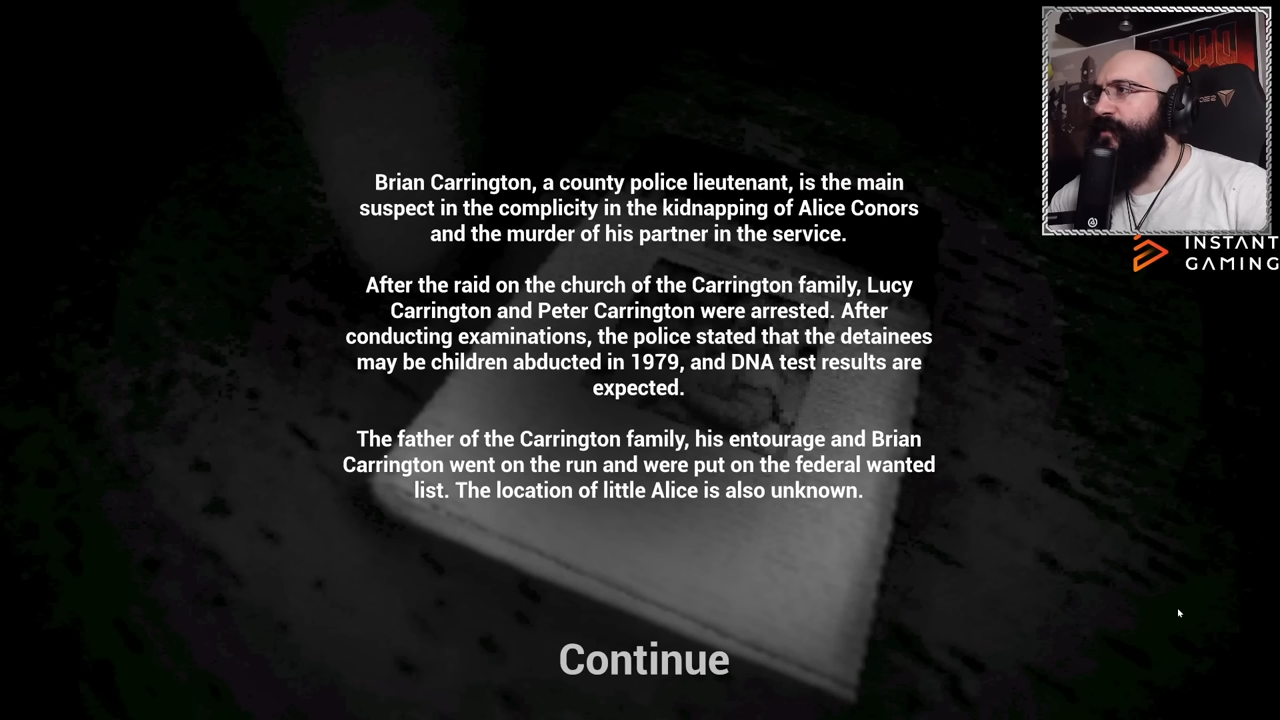 Brian Carrington, a county police lieutenant, is the main
suspect in the complicity in the kidnapping of Alice Conors
and the murder of his partner in the service.
After the raid on the church of the Carrington family, Lucy
Carrington and Peter Carrington were arrested. After
conducting examinations, the police stated that the detainees
may be children abducted in 1979, and DNA test results are
expected.
The father of the Carrington family, his entourage and Brian
Carrington went on the run and were put on the federal wanted
list. The location of little Alice is also unknown.
Continue
INSTANT
GAMING